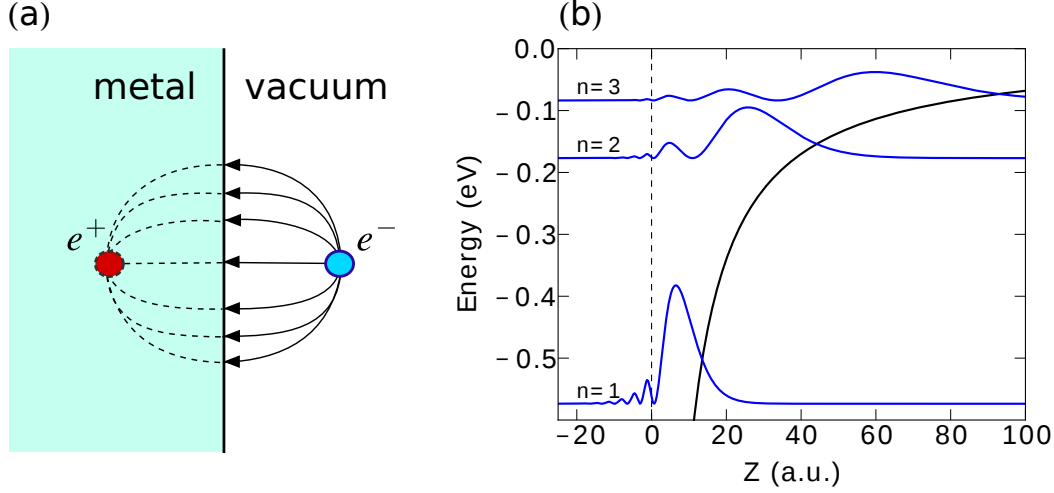 (a)
metal vacuum
e⁺
e⁻
(b)
Energy (eV)
0.0
−0.1
−0.2
−0.3
−0.4
−0.5
n=3
n=2
n=1
−20 0 20 40 60 80 100
Z (a.u.)